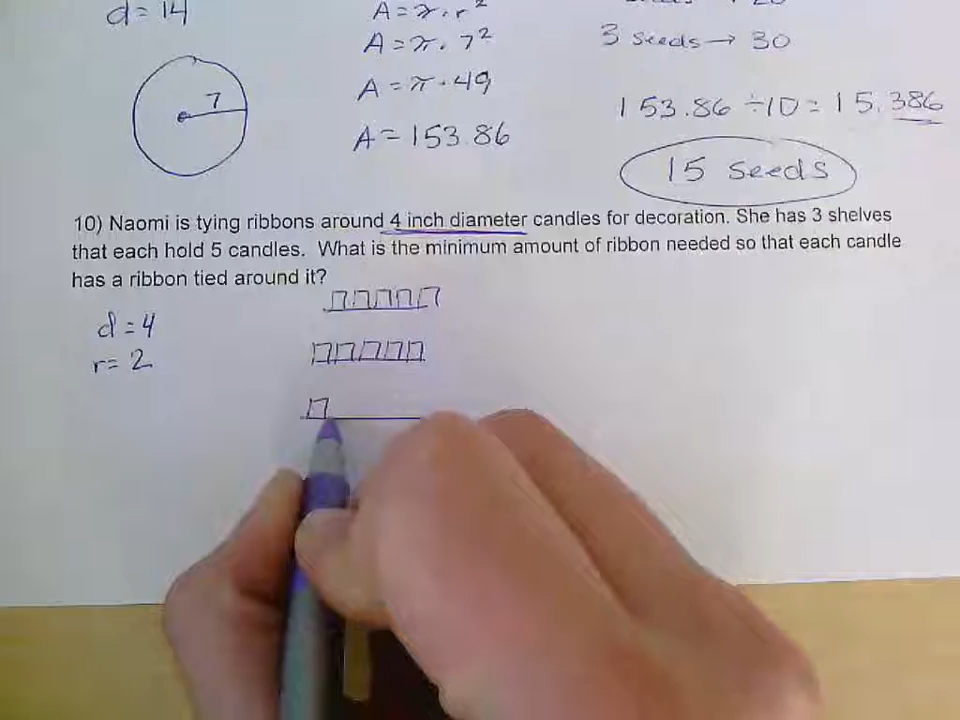 d = 14
A = π · r²
A = π · 7²
A = π · 49
A = 153.86
7
3 seeds → 30
153.86 ÷ 10 = 15.386
15 seeds
10) Naomi is tying ribbons around 4 inch diameter candles for decoration. She has 3 shelves
that each hold 5 candles. What is the minimum amount of ribbon needed so that each candle
has a ribbon tied around it?
d = 4
r = 2